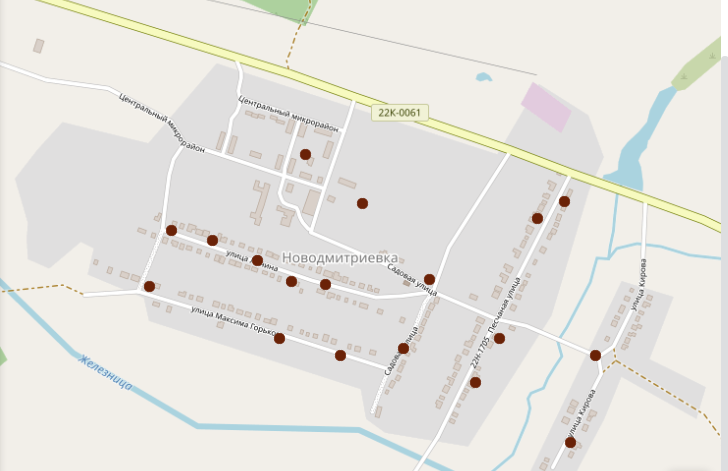 Центральный микрорайон
Центральный микрорайон
22К-0061
Новодмитриевка
улица Ленина
Садовая улица
улица Максима Горького
Садовая улица
22К-1705 Песчаная улица
улица Кирова
улица Кирова
Железница